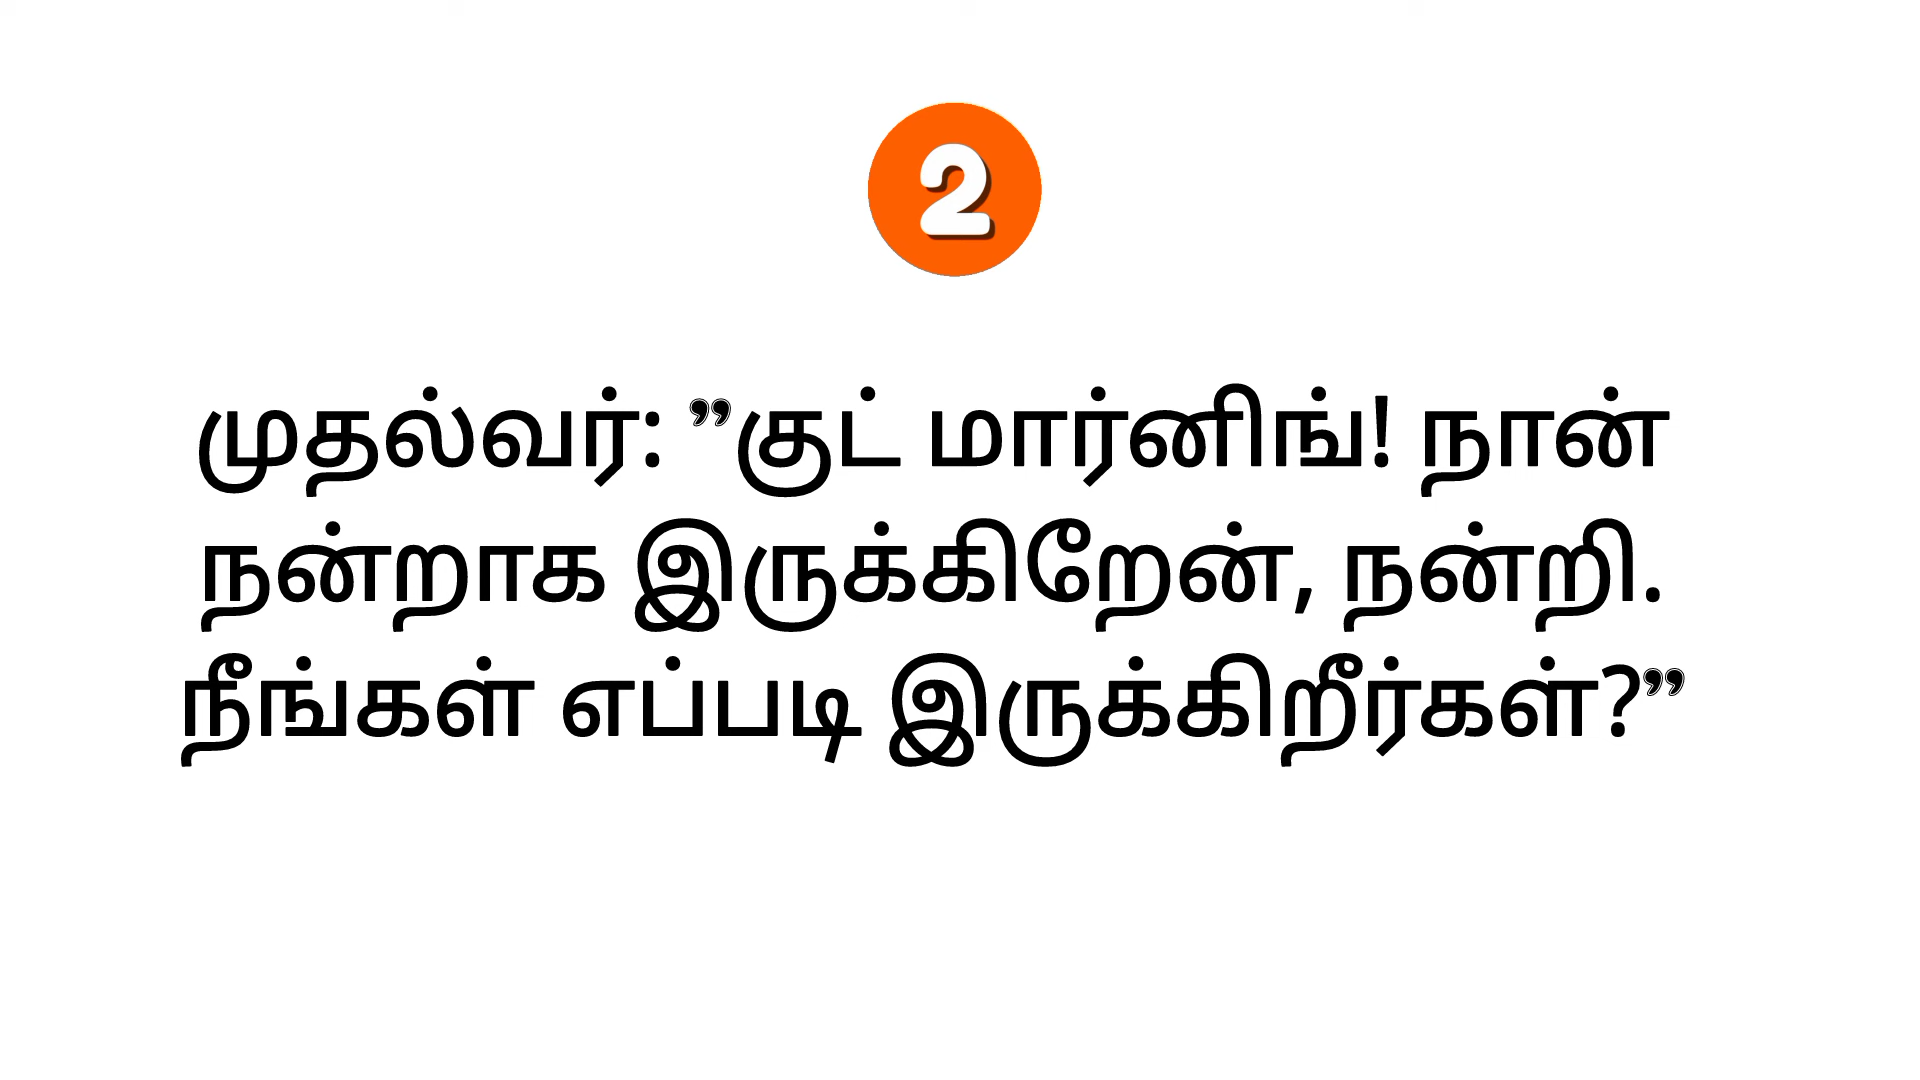 2
முதல்வர்: ”குட் மார்னிங்! நான்
நன்றாக இருக்கிறேன், நன்றி.
நீங்கள் எப்படி இருக்கிறீர்கள்?”